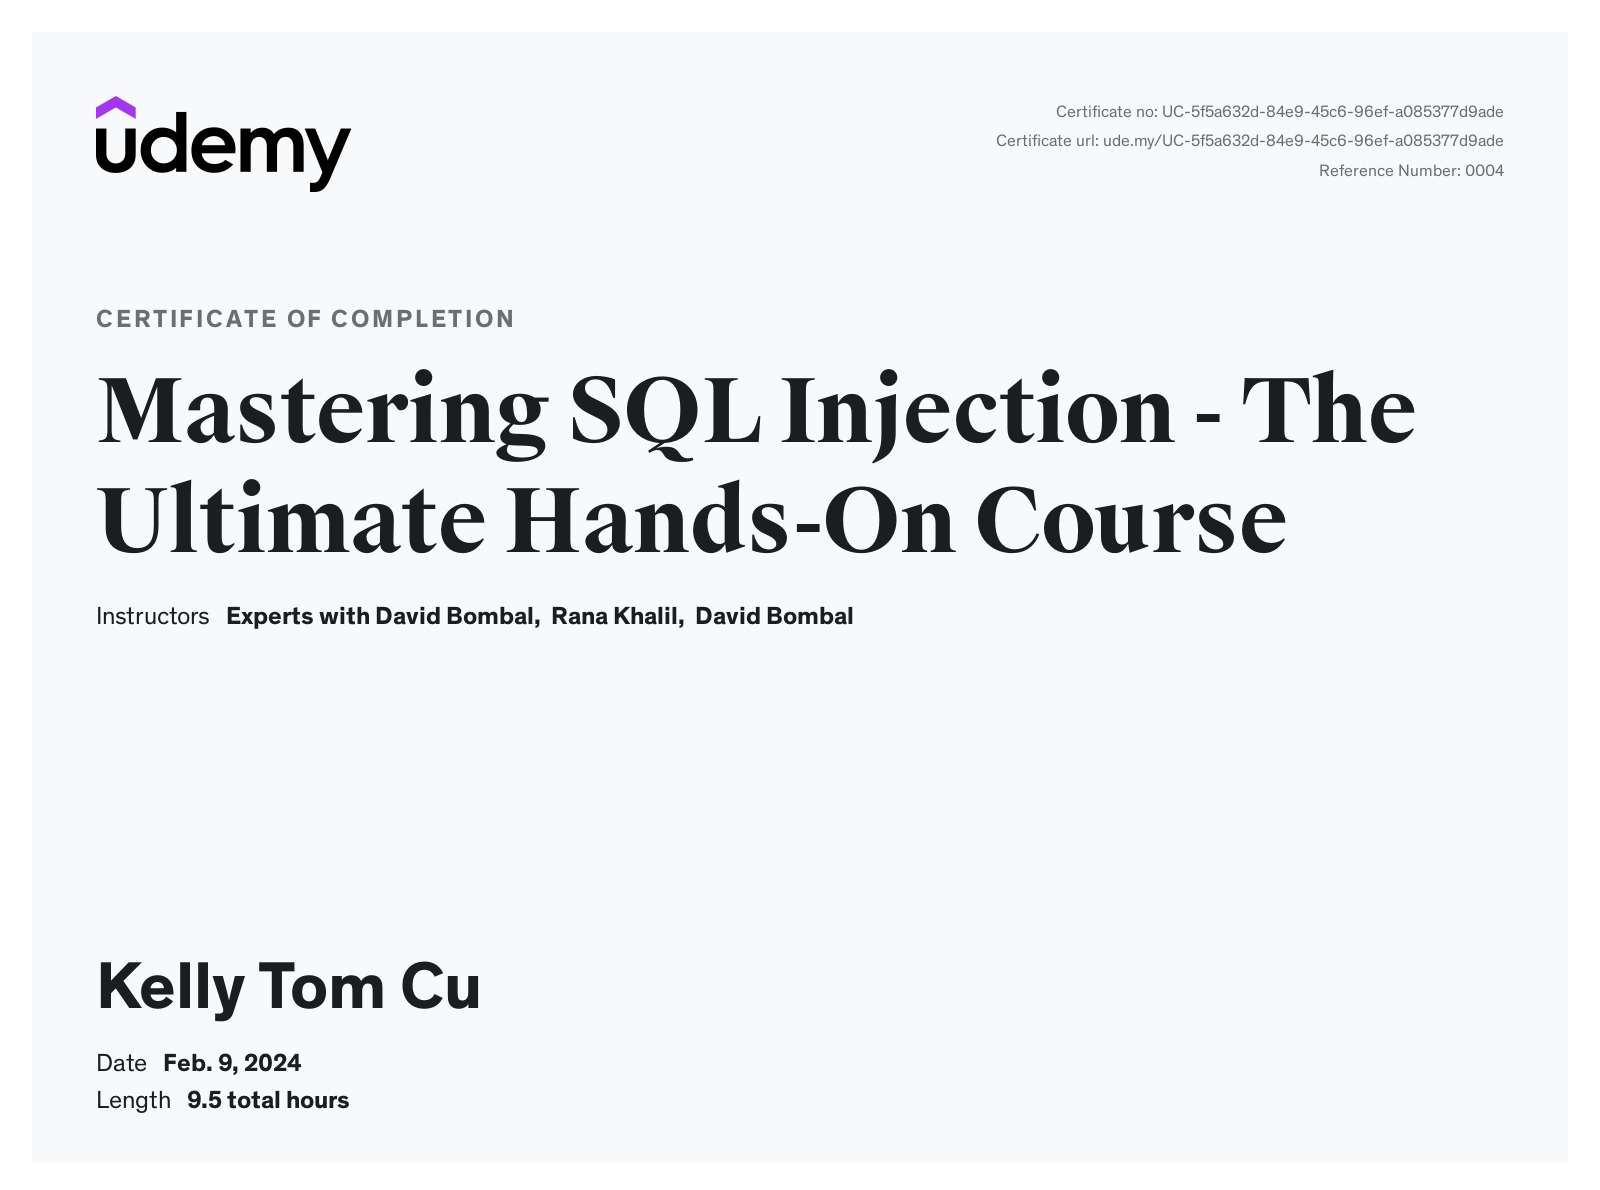 udemy
Certificate no: UC-5f5a632d-84e9-45c6-96ef-a085377d9ade
Certificate url: ude.my/UC-5f5a632d-84e9-45c6-96ef-a085377d9ade
Reference Number: 0004
CERTIFICATE OF COMPLETION
Mastering SQL Injection - The
Ultimate Hands-On Course
Instructors Experts with David Bombal, Rana Khalil, David Bombal
Kelly Tom Cu
Date Feb. 9, 2024
Length 9.5 total hours